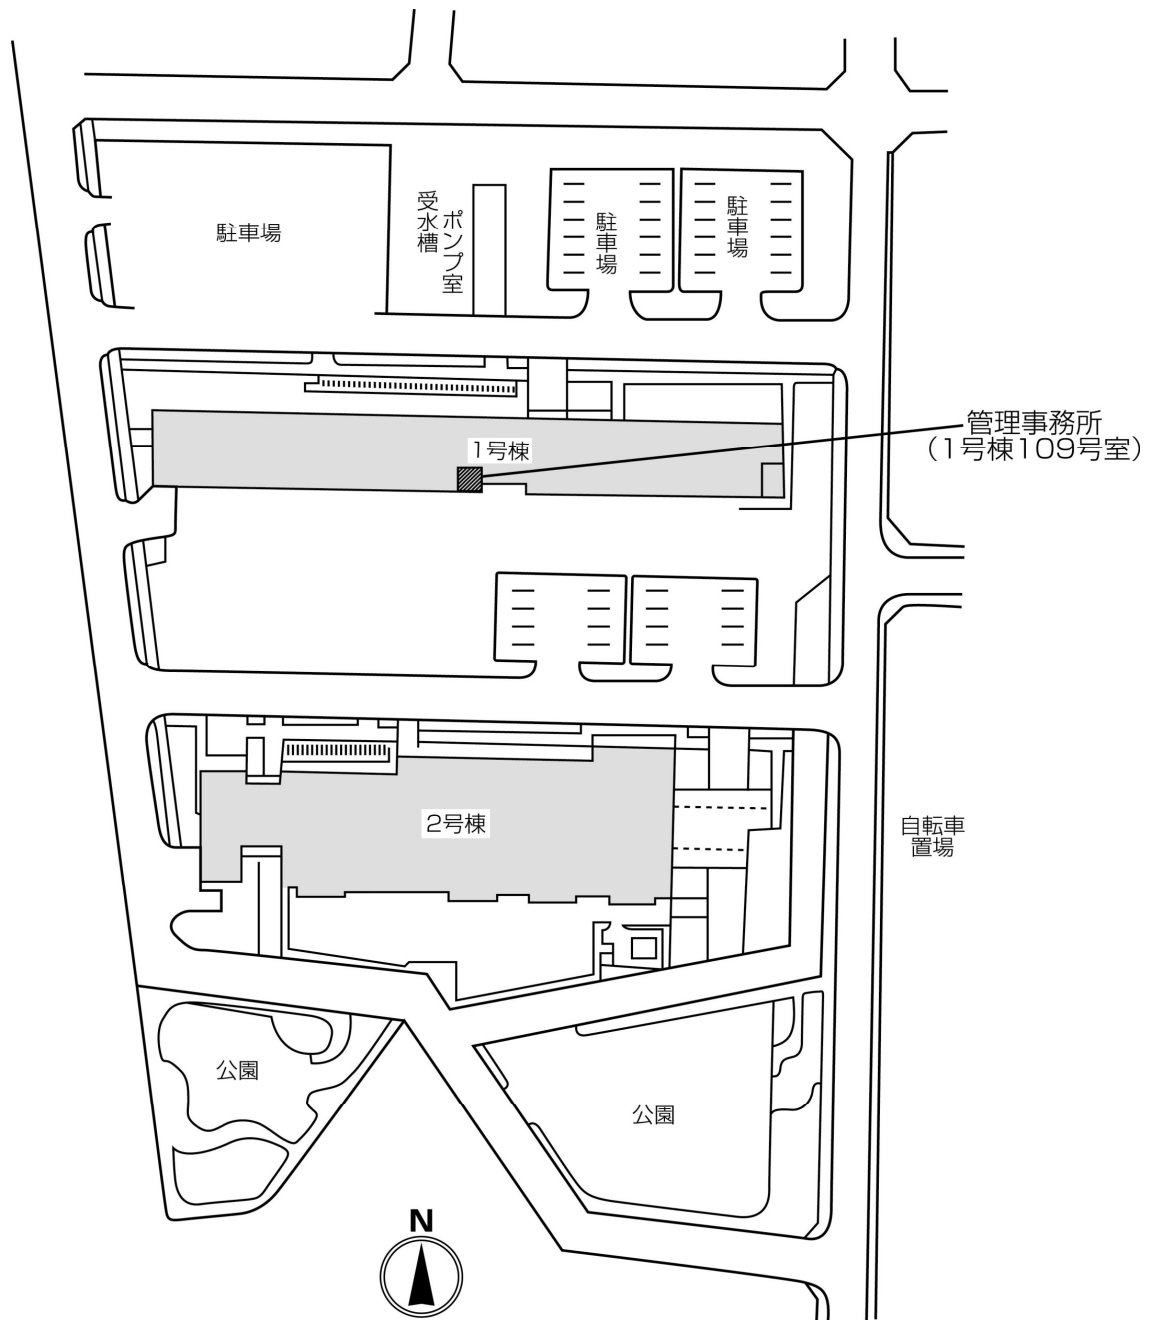 駐車場
受水槽
ポンプ室
駐車場
駐車場
1号棟
管理事務所
（1号棟109号室）
2号棟
自転車
置場
公園
公園
N